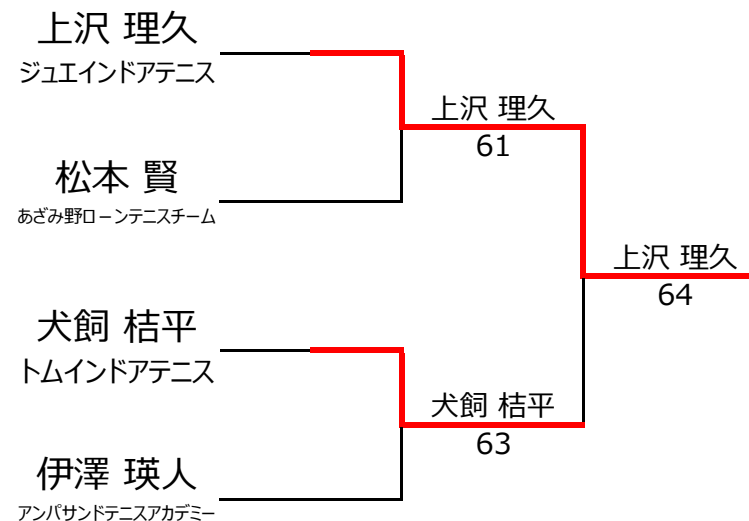 上沢 理久
ジュエインドアテニス
松本 賢
あざみ野ローンテニスチーム
犬飼 桔平
トムインドアテニス
伊澤 瑛人
アンパサンドテニスアカデミー
上沢 理久
61
犬飼 桔平
63
上沢 理久
64